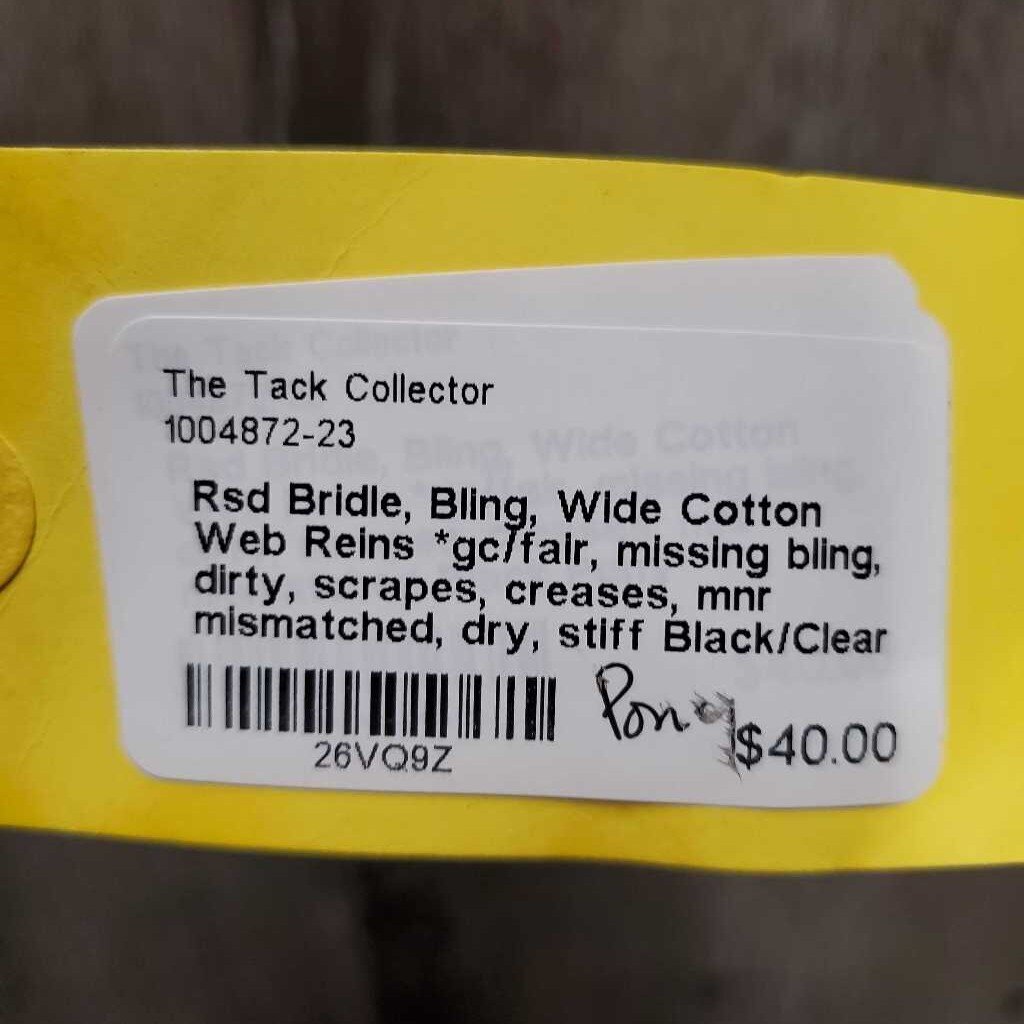 The Tack Collector
1004872-23
Rsd Bridle, Bling, Wide Cotton
Web Reins *gc/fair, missing bling,
dirty, scrapes, creases, mnr
mismatched, dry, stiff Black/Clear
Pony
$40.00
26VQ9Z